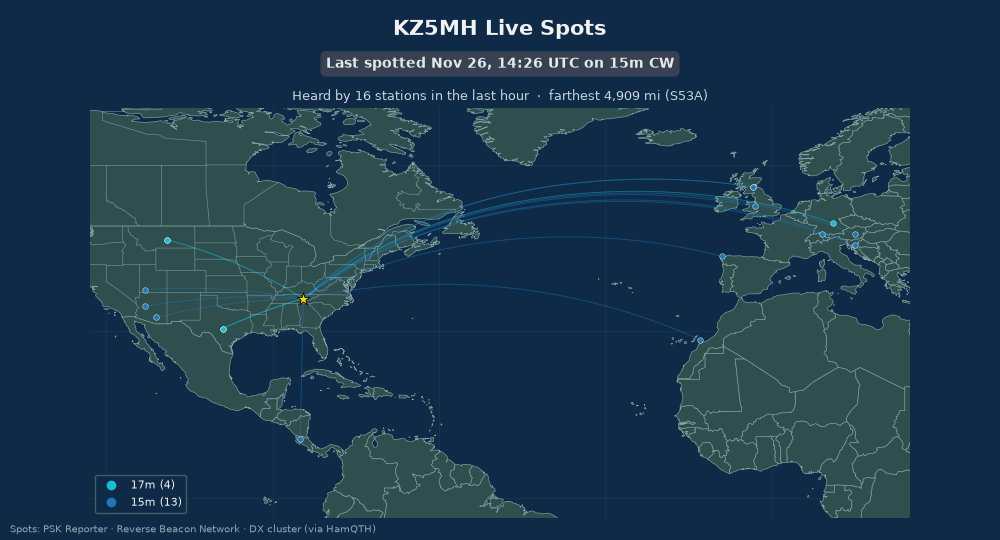 KZ5MH Live Spots
Last spotted Nov 26, 14:26 UTC on 15m CW
Heard by 16 stations in the last hour · farthest 4,909 mi (S53A)
17m (4)
15m (13)
Spots: PSK Reporter · Reverse Beacon Network · DX cluster (via HamQTH)